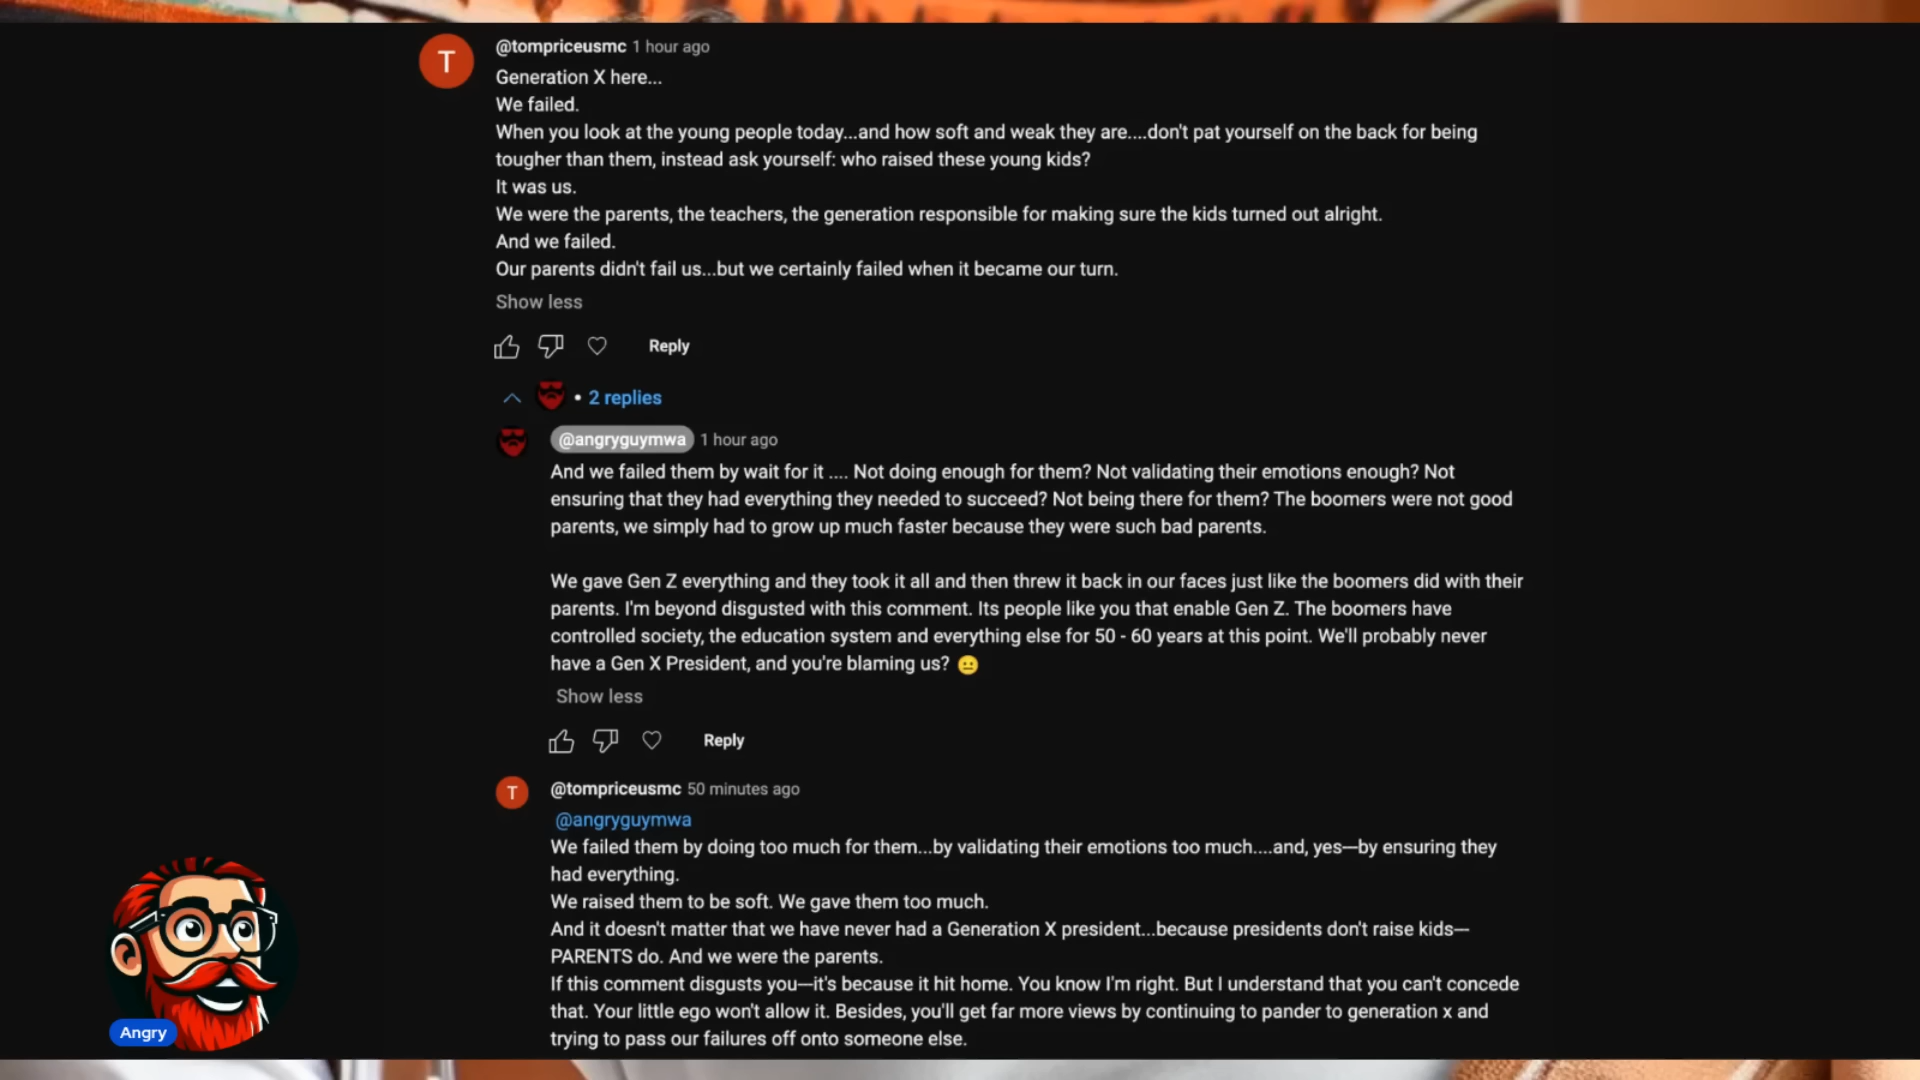 T
@tompriceusmc 1 hour ago
Generation X here...
We failed.
When you look at the young people today...and how soft and weak they are....don't pat yourself on the back for being
tougher than them, instead ask yourself: who raised these young kids?
It was us.
We were the parents, the teachers, the generation responsible for making sure the kids turned out alright.
And we failed.
Our parents didn't fail us...but we certainly failed when it became our turn.
Show less
Reply
• 2 replies
@angryguymwa 1 hour ago
And we failed them by wait for it .... Not doing enough for them? Not validating their emotions enough? Not
ensuring that they had everything they needed to succeed? Not being there for them? The boomers were not good
parents, we simply had to grow up much faster because they were such bad parents.
We gave Gen Z everything and they took it all and then threw it back in our faces just like the boomers did with their
parents. I'm beyond disgusted with this comment. Its people like you that enable Gen Z. The boomers have
controlled society, the education system and everything else for 50 - 60 years at this point. We'll probably never
have a Gen X President, and you're blaming us? 😐
Show less
Reply
T
@tompriceusmc 50 minutes ago
@angryguymwa
We failed them by doing too much for them...by validating their emotions too much....and, yes—by ensuring they
had everything.
We raised them to be soft. We gave them too much.
And it doesn't matter that we have never had a Generation X president...because presidents don't raise kids—
PARENTS do. And we were the parents.
If this comment disgusts you—it's because it hit home. You know I'm right. But I understand that you can't concede
that. Your little ego won't allow it. Besides, you'll get far more views by continuing to pander to generation x and
trying to pass our failures off onto someone else.
Angry